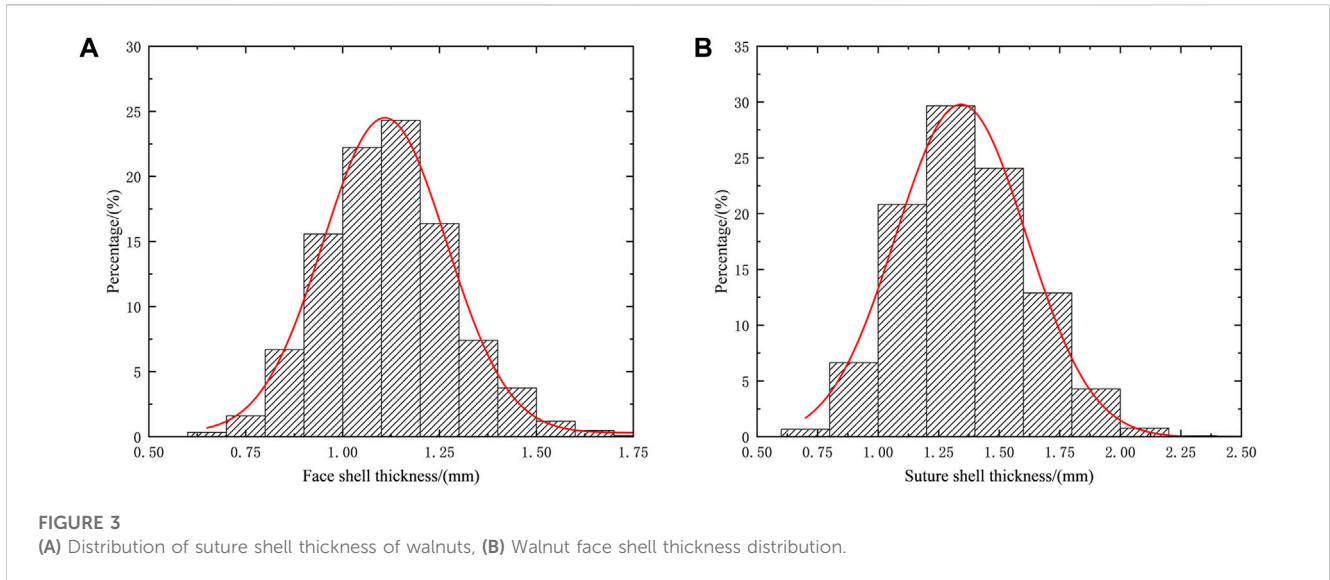 A
B
30
25
20
15
10
5
0
Percentage/(%)
0.50 0.75 1.00 1.25 1.50 1.75
Face shell thickness/(mm)
35
30
25
20
15
10
5
0
Percentage/(%)
0.50 0.75 1.00 1.25 1.50 1.75 2.00 2.25 2.50
Suture shell thickness/(mm)
FIGURE 3
(A) Distribution of suture shell thickness of walnuts, (B) Walnut face shell thickness distribution.